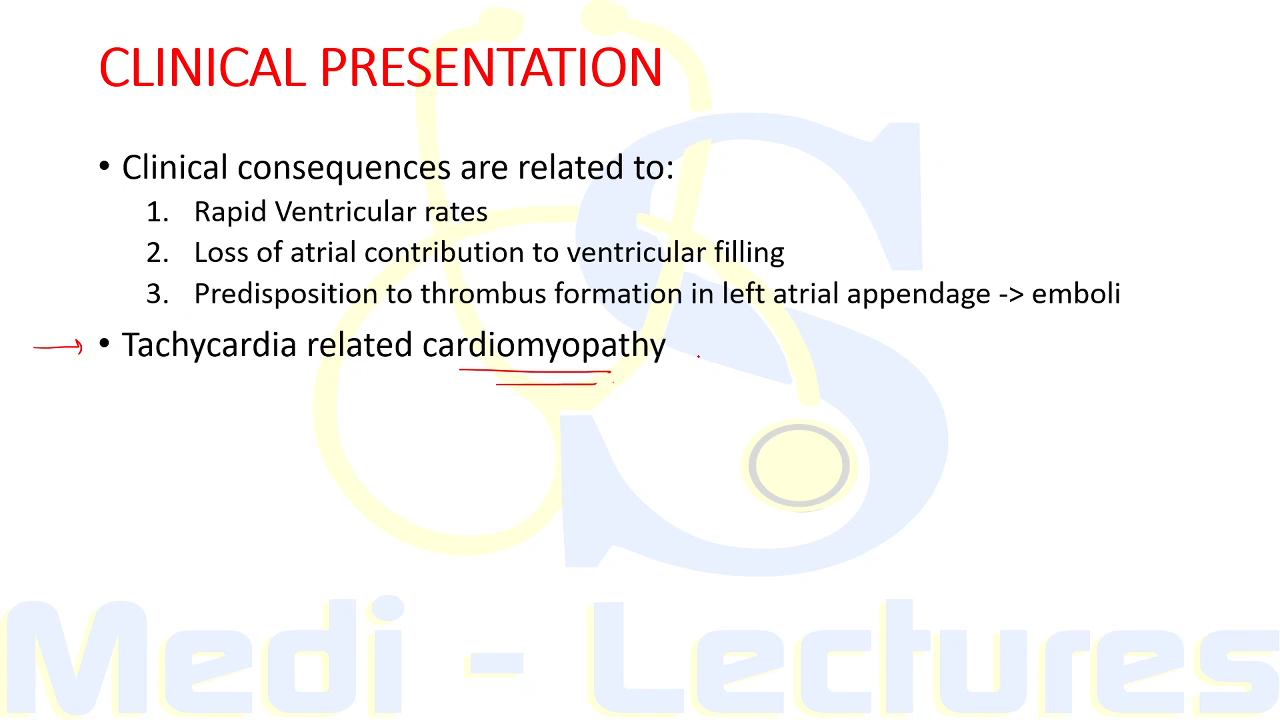 CLINICAL PRESENTATION
• Clinical consequences are related to:
1. Rapid Ventricular rates
2. Loss of atrial contribution to ventricular filling
3. Predisposition to thrombus formation in left atrial appendage -> emboli
• Tachycardia related cardiomyopathy
S
Medi - Lectures